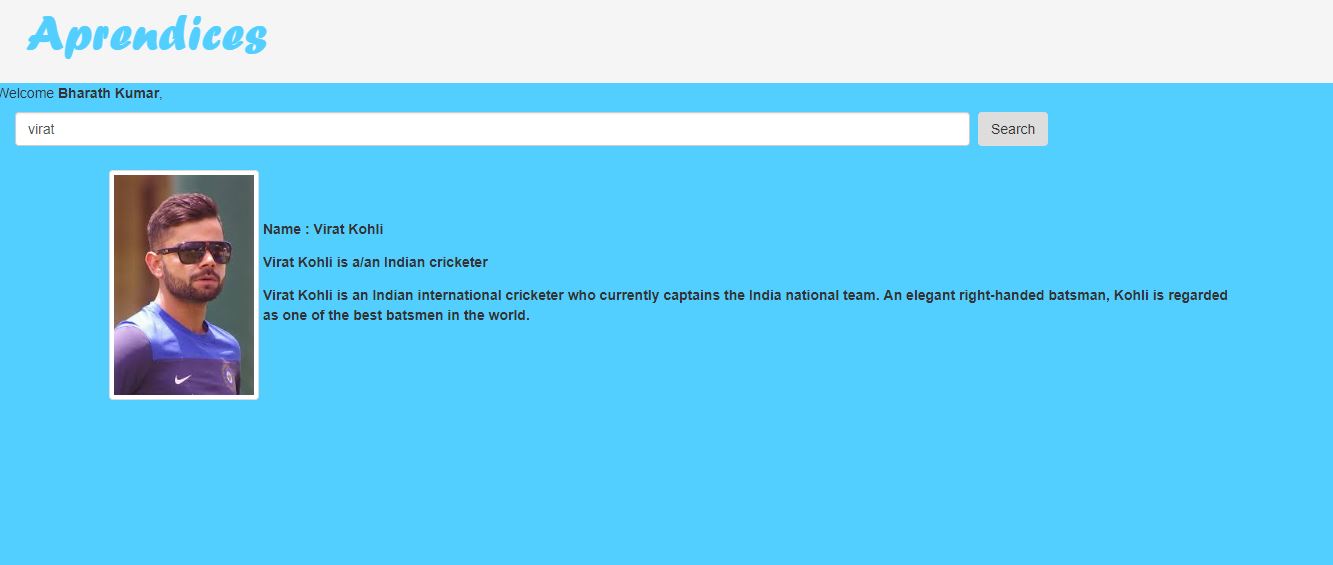 Aprendices
Welcome Bharath Kumar,
virat
Search
Name : Virat Kohli
Virat Kohli is a/an Indian cricketer
Virat Kohli is an Indian international cricketer who currently captains the India national team. An elegant right-handed batsman, Kohli is regarded
as one of the best batsmen in the world.